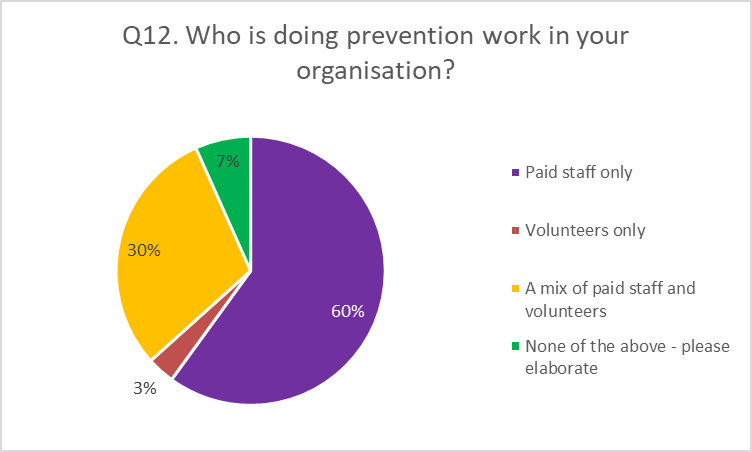 Q12. Who is doing prevention work in your
organisation?
7%
30%
60%
3%
Paid staff only
Volunteers only
A mix of paid staff and
volunteers
None of the above - please
elaborate